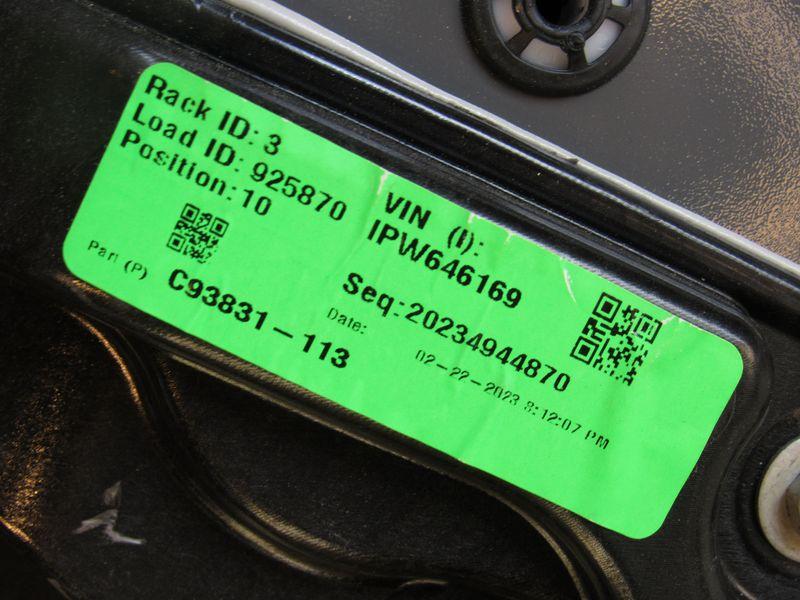 Rack ID: 3
Load ID: 925870
Position: 10
Part (P)
C93831-113
VIN (I):
IPW646169
Seq: 20234944870
Date:
02-22-2023 8:12:07 PM